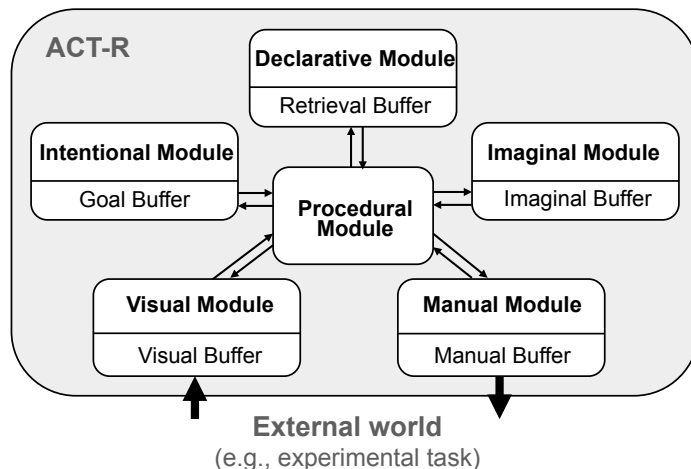 ACT-R
Declarative Module
Retrieval Buffer
Intentional Module
Goal Buffer
Imaginal Module
Imaginal Buffer
Procedural
Module
Visual Module
Visual Buffer
Manual Module
Manual Buffer
External world
(e.g., experimental task)